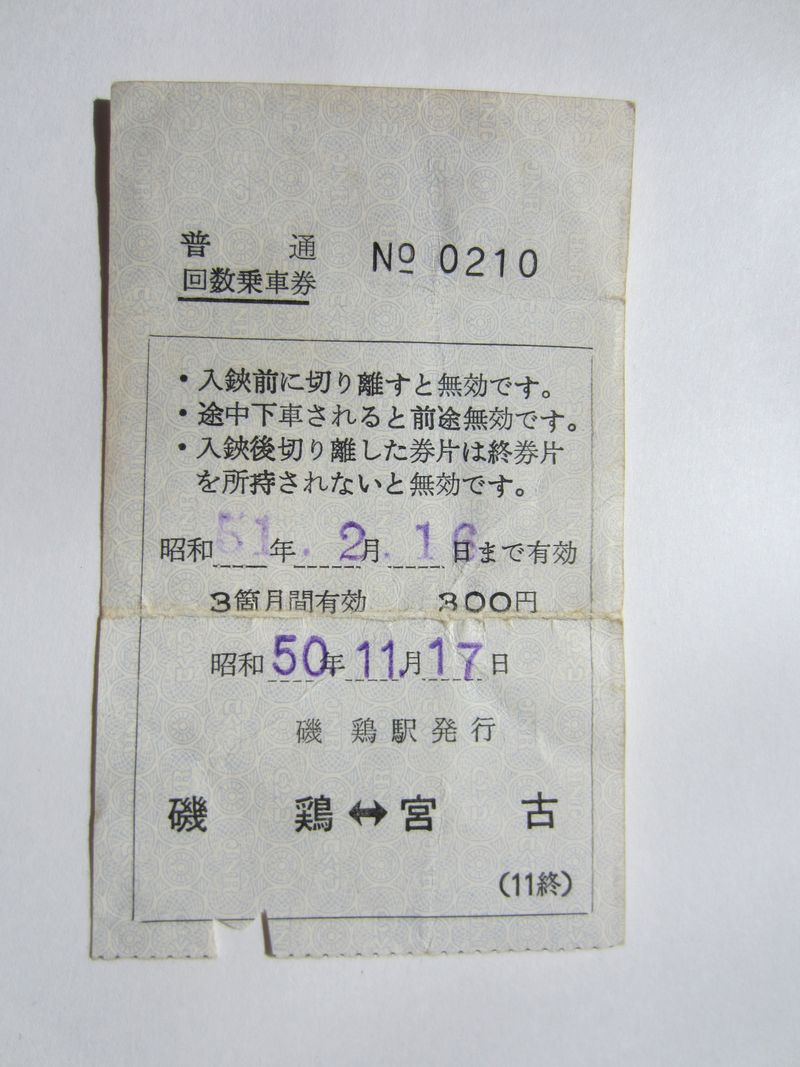 普通 No 0210
回数乗車券
・入鋏前に切り離すと無効です。
・途中下車されると前途無効です。
・入鋏後切り離した券片は終券片
を所持されないと無効です。
昭和51年.2月.16日まで有効
3箇月間有効 300円
昭和50年.11月17日
磯鶏駅発行
磯鶏↔宮古
(11終)